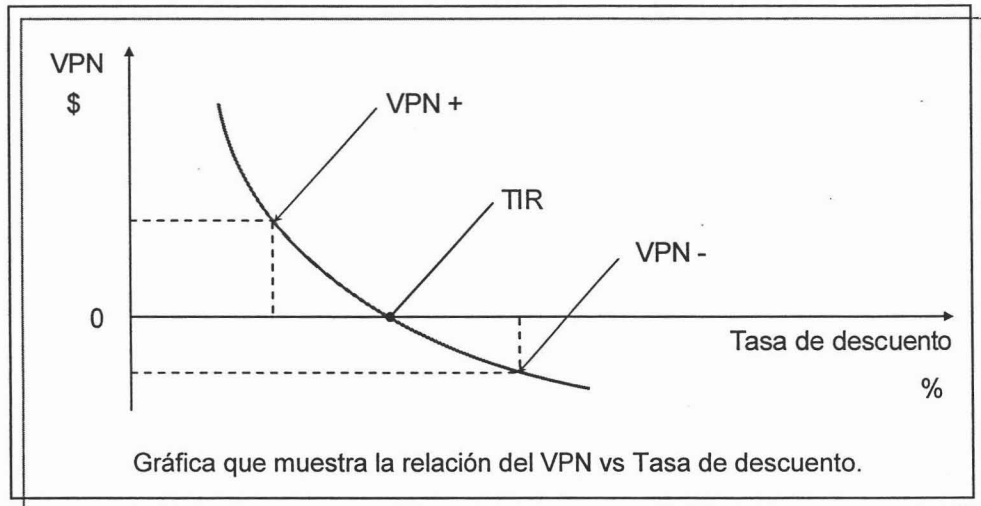 VPN
$
VPN +
TIR
VPN -
0
Tasa de descuento
%
Gráfica que muestra la relación del VPN vs Tasa de descuento.